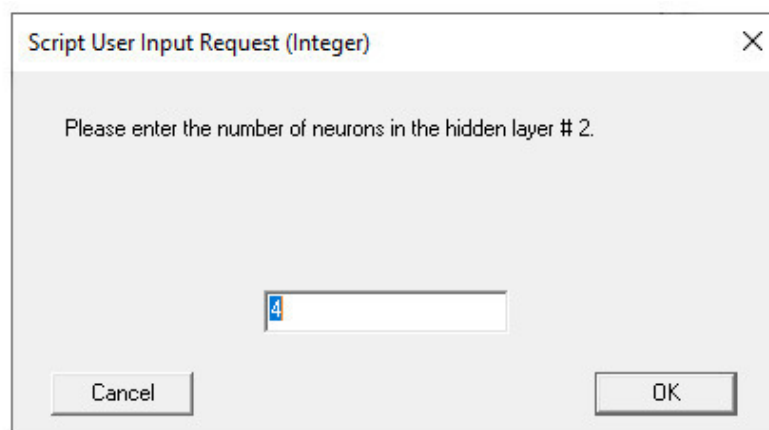 Script User Input Request (Integer)
Please enter the number of neurons in the hidden layer # 2.
4
Cancel
OK